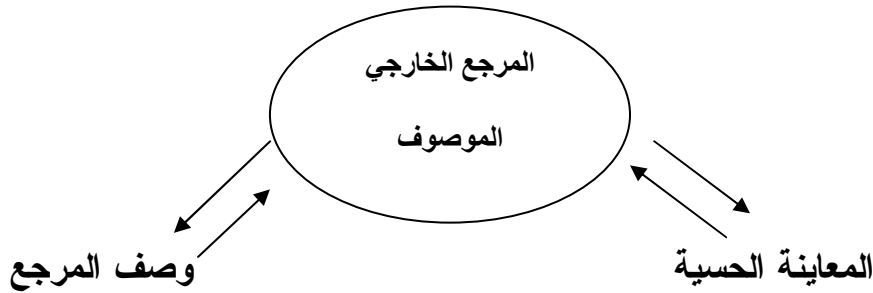 المرجع الخارجي
الموصوف
المعاينة الحسية
وصف المرجع